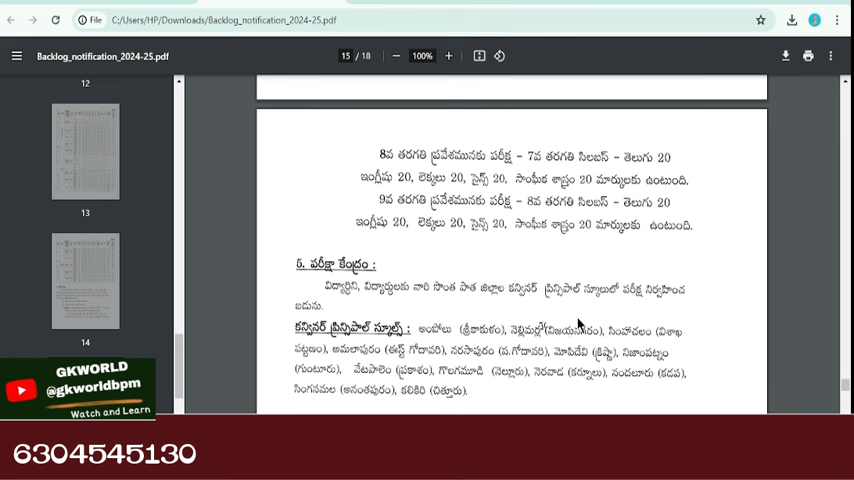 File C:/Users/HP/Downloads/Backlog_notification_2024-25.pdf
Backlog_notification_2024-25.pdf
15 / 18
100%
12
13
14
8వ తరగతి ప్రవేశమునకు పరీక్ష - 7వ తరగతి సిలబస్ - తెలుగు 20
ఇంగ్లీషు 20, లెక్కలు 20, సైన్స్ 20, సాంఘిక శాస్త్రం 20 మార్కులకు ఉంటుంది.
9వ తరగతి ప్రవేశమునకు పరీక్ష - 8వ తరగతి సిలబస్ - తెలుగు 20
ఇంగ్లీషు 20, లెక్కలు 20, సైన్స్ 20, సాంఘిక శాస్త్రం 20 మార్కులకు ఉంటుంది.
5. పరీక్షా కేంద్రం :
విద్యార్థిని, విద్యార్థులకు వారి సొంత పాత జిల్లాల కన్వినర్ ప్రిన్సిపాల్ స్కూలులో పరీక్ష నిర్వహించ
బడును.
కన్వినర్ ప్రిన్సిపాల్ స్కూల్స్ : అంపోలు (శ్రీకాకుళం), నెల్లిమర్ల (విజయనగరం), సింహాచలం (విశాఖ
పట్టణం), అమలాపురం (ఈస్ట్ గోదావరి), నరసాపురం (ప.గోదావరి), మోపిదేవి (క్రిష్ణా), నిజాంపట్నం
(గుంటూరు), వేటపాలెం (ప్రకాశం), గొలగమూడి (నెల్లూరు), నెరవాడ (కర్నూలు), నందలూరు (కడప),
సింగనమల (అనంతపురం), కలికిరి (చిత్తూరు).
GKWORLD
@gkworldbpm
Watch and Learn
6304545130